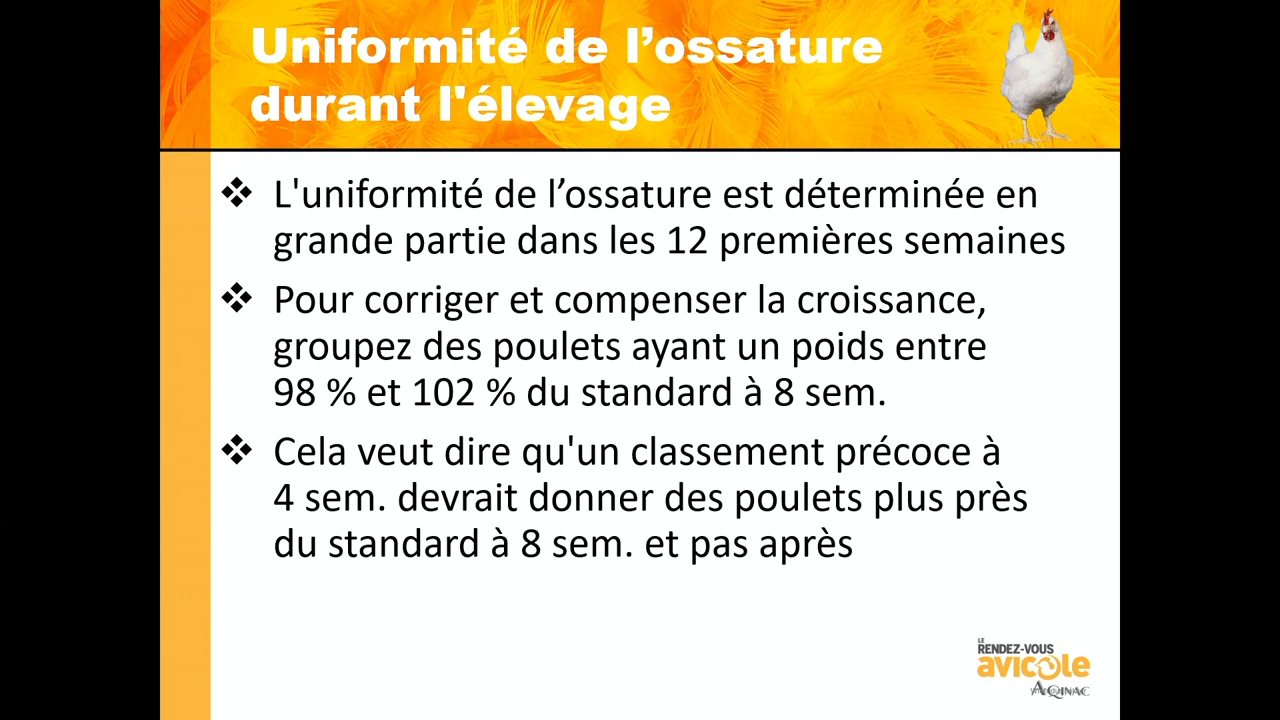 Uniformité de l’ossature
durant l'élevage
❖ L'uniformité de l’ossature est déterminée en
grande partie dans les 12 premières semaines
❖ Pour corriger et compenser la croissance,
groupez des poulets ayant un poids entre
98 % et 102 % du standard à 8 sem.
❖ Cela veut dire qu'un classement précoce à
4 sem. devrait donner des poulets plus près
du standard à 8 sem. et pas après
LE
RENDEZ-VOUS
avicole
AQINAC